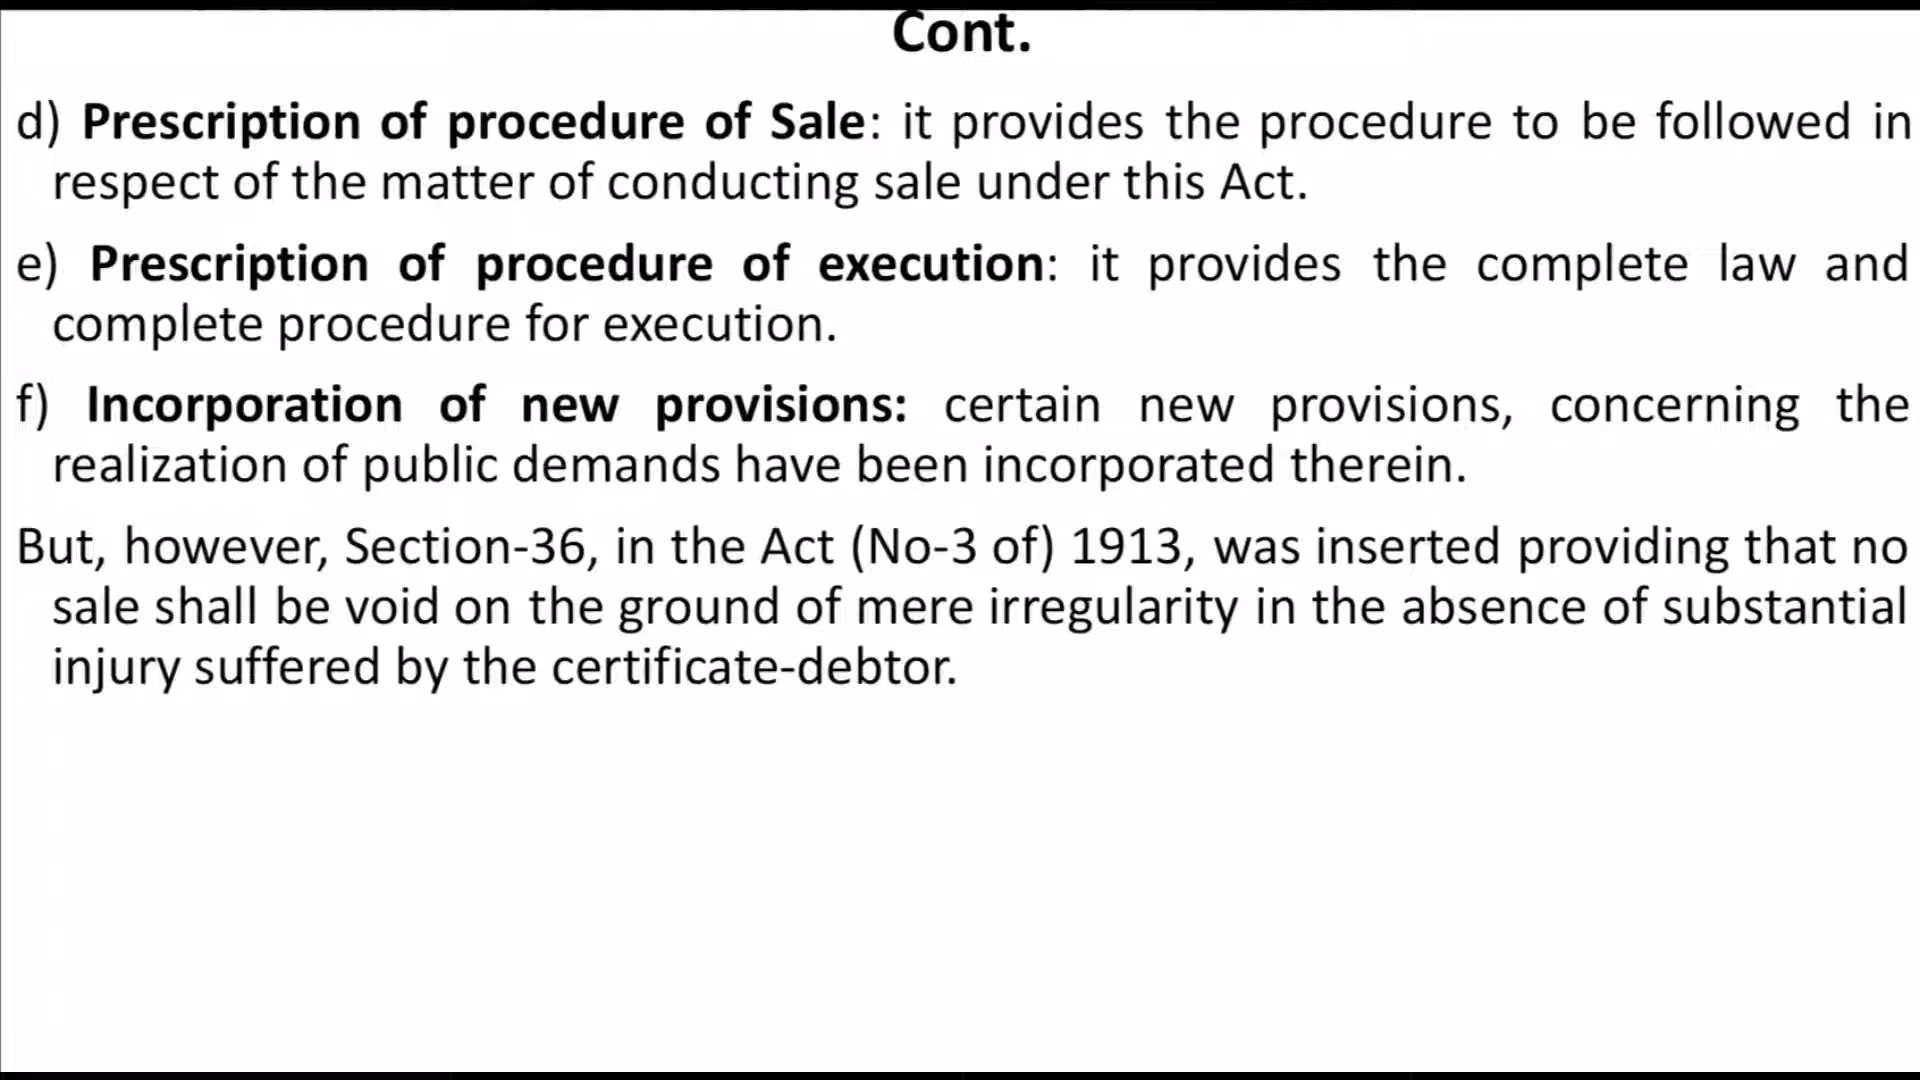 Cont.
d) Prescription of procedure of Sale: it provides the procedure to be followed in
respect of the matter of conducting sale under this Act.
e) Prescription of procedure of execution: it provides the complete law and
complete procedure for execution.
f) Incorporation of new provisions: certain new provisions, concerning the
realization of public demands have been incorporated therein.
But, however, Section-36, in the Act (No-3 of) 1913, was inserted providing that no
sale shall be void on the ground of mere irregularity in the absence of substantial
injury suffered by the certificate-debtor.